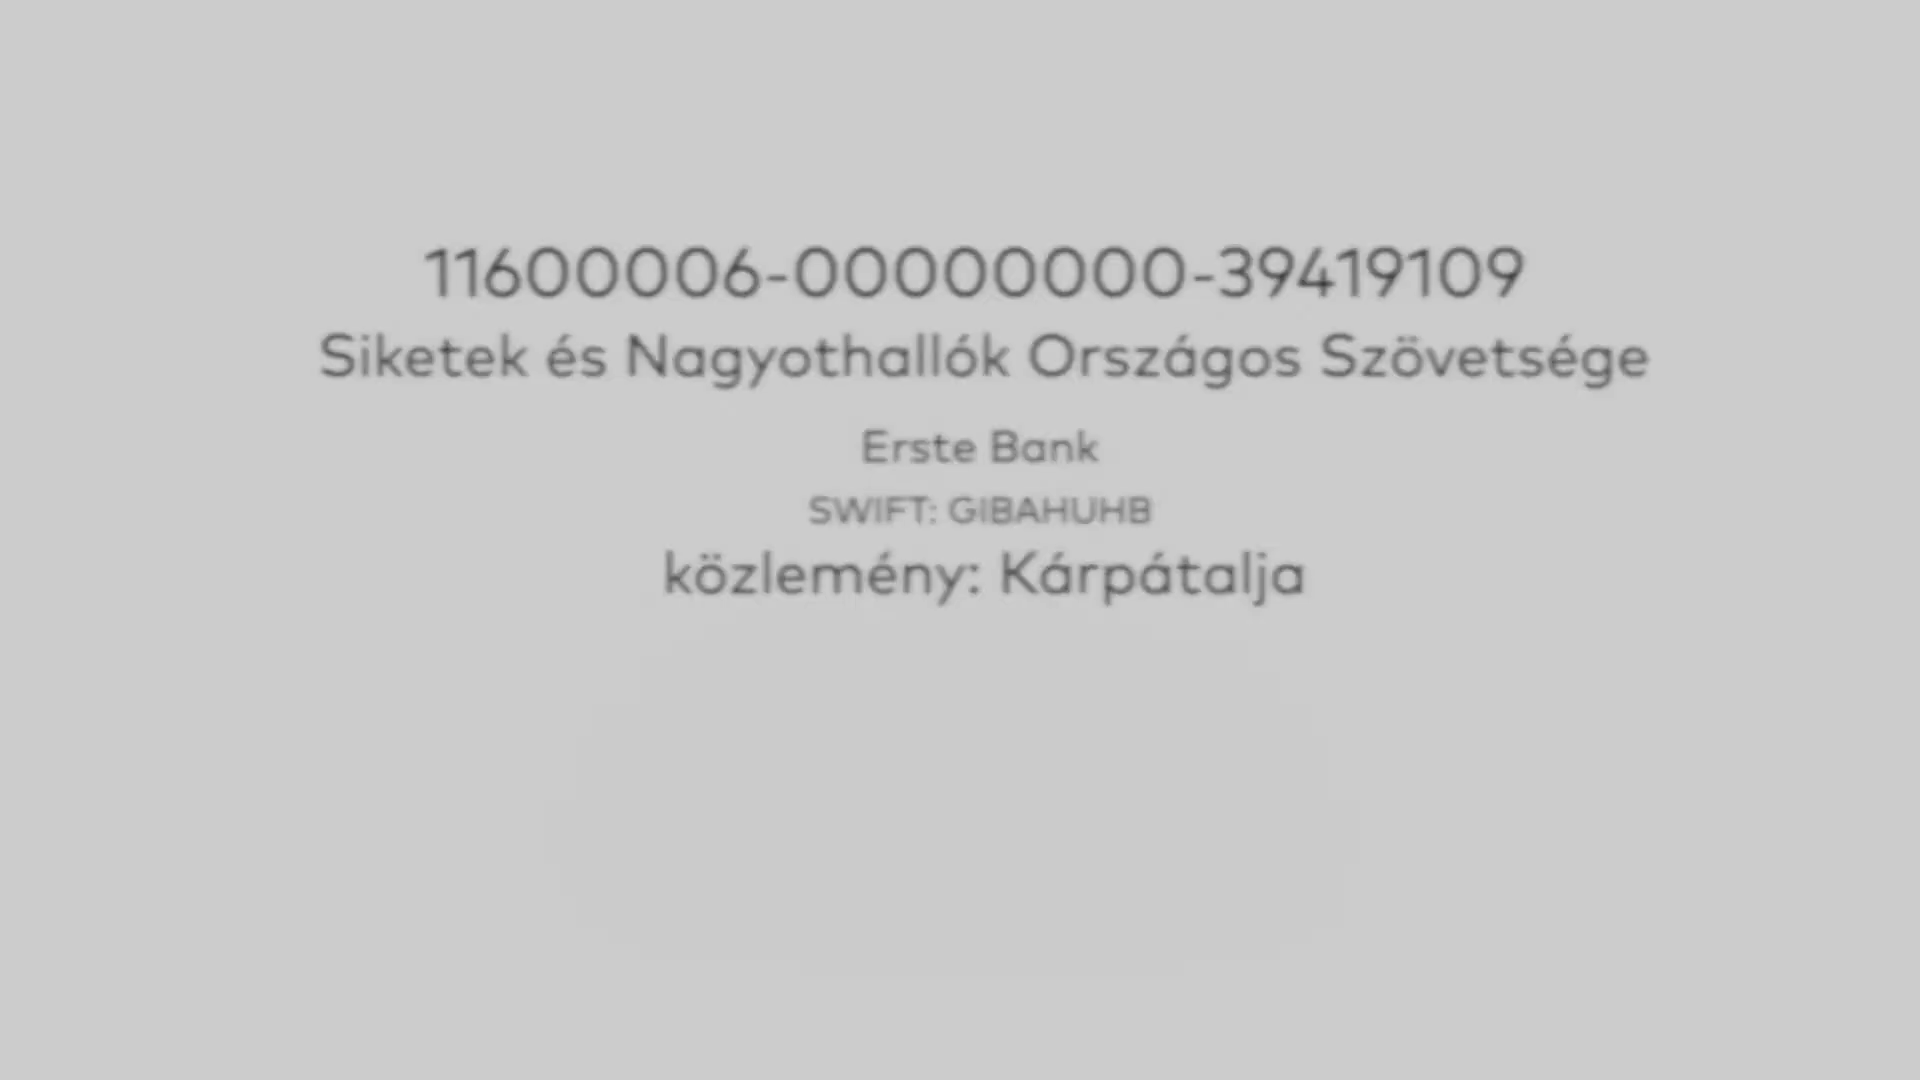 11600006-00000000-39419109
Siketek és Nagyothallók Országos Szövetsége
Erste Bank
SWIFT: GIBAHUHB
közlemény: Kárpátalja